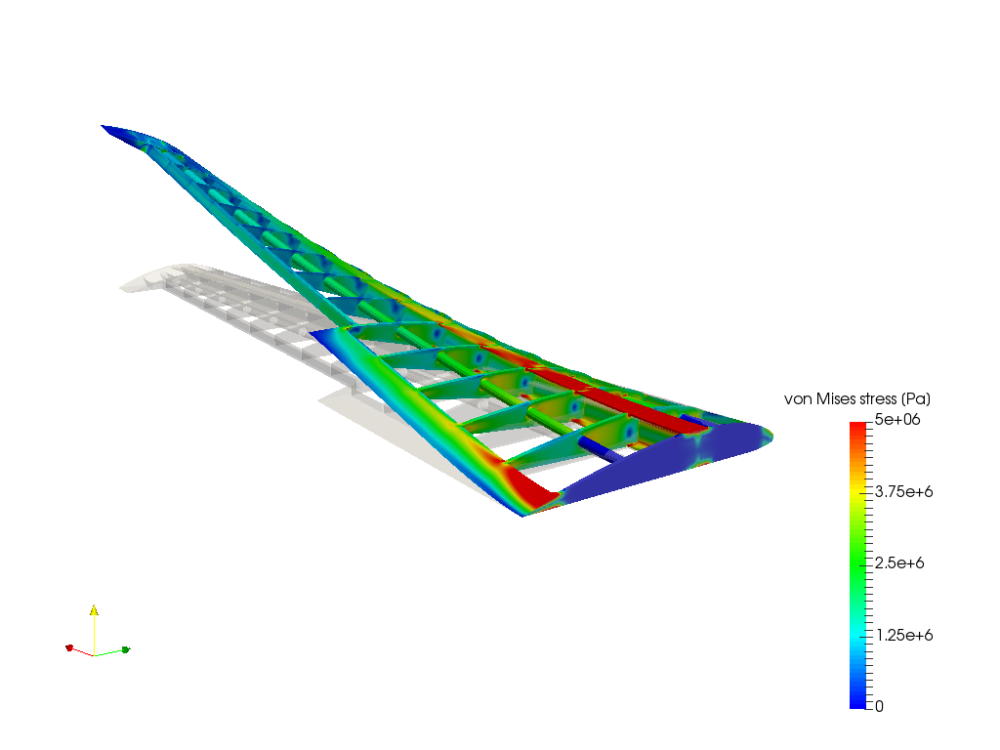 von Mises stress (Pa)
5e+06
3.75e+6
2.5e+6
1.25e+6
0